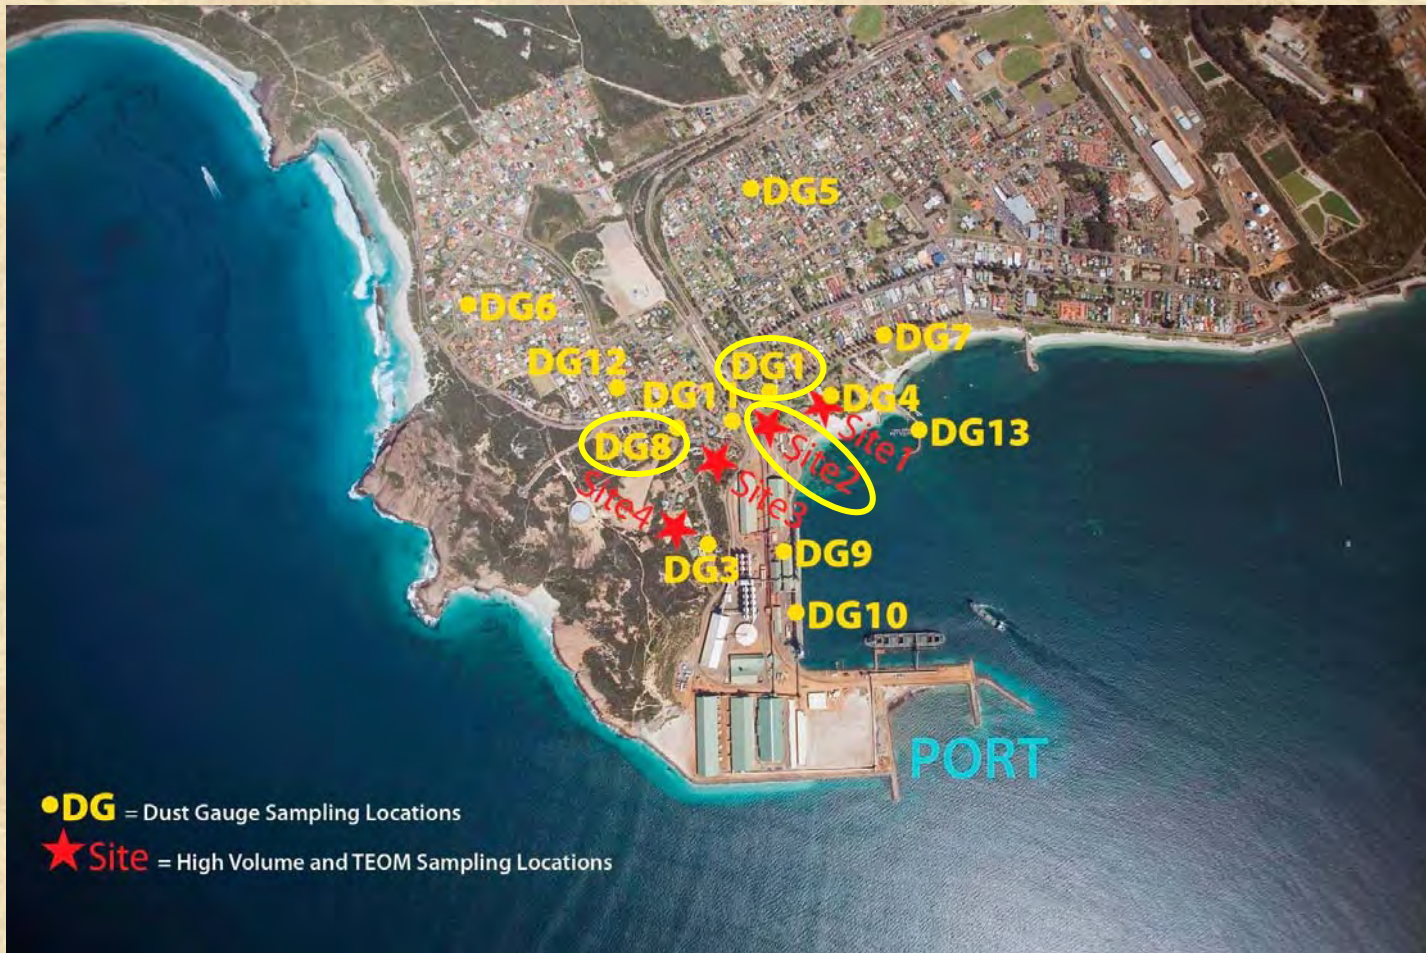 DG5
DG6
DG7
DG12
DG1
DG11
DG4
DG13
Site1
DG8
Site2
Site3
Site4
DG9
DG3
DG10
PORT
DG = Dust Gauge Sampling Locations
Site = High Volume and TEOM Sampling Locations